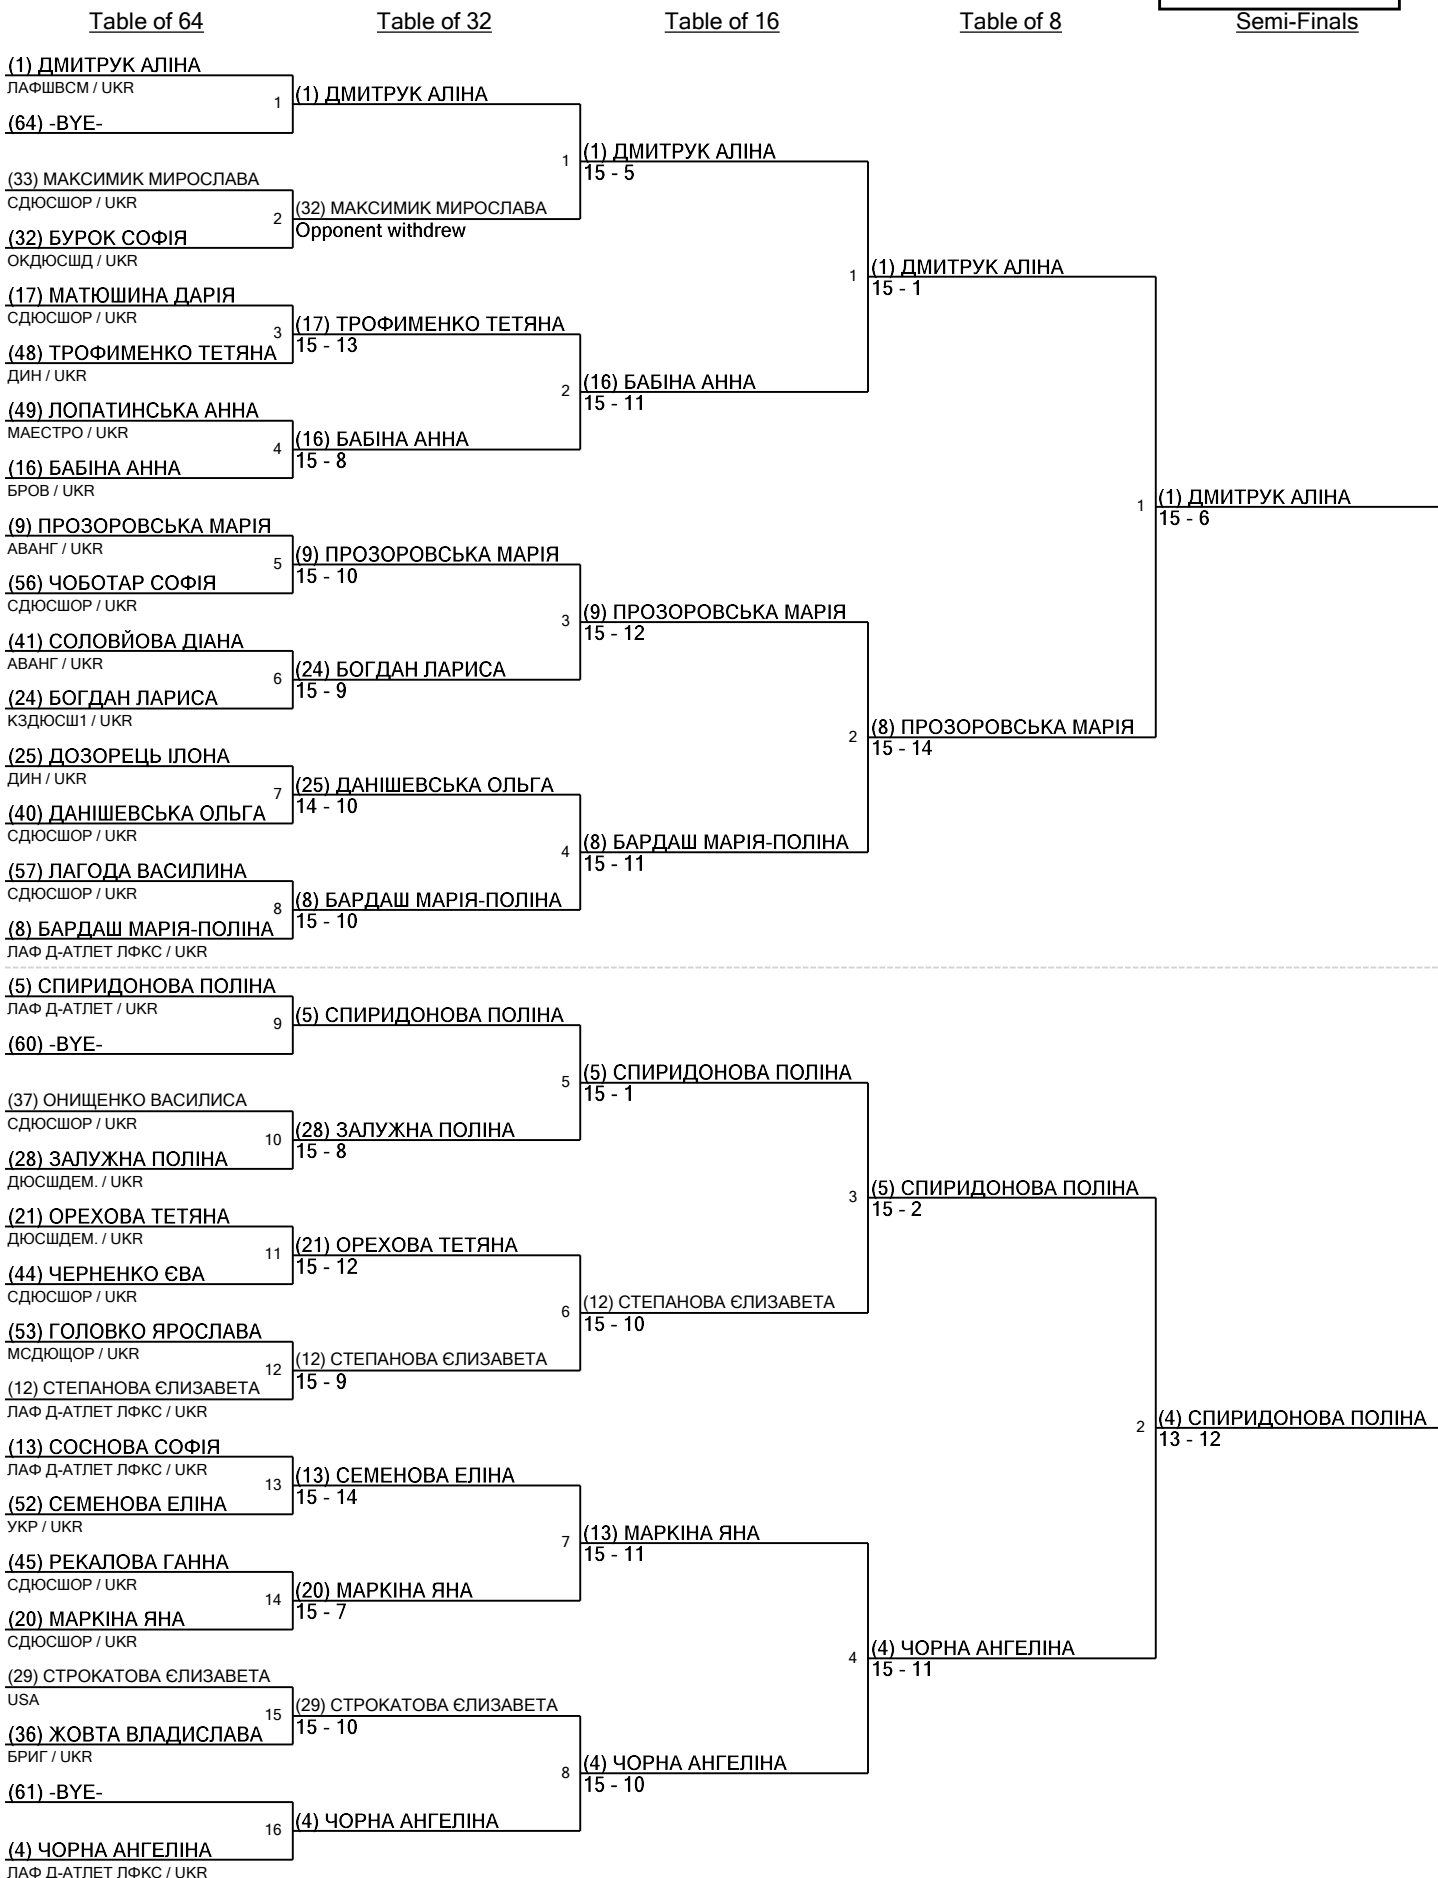 Table of 64
Table of 32
Table of 16
Table of 8
Semi-Finals
(1) ДМИТРУК АЛІНА
ЛАФШВСМ / UKR
1
(64) -BYE-
(33) МАКСИМИК МИРОСЛАВА
СДЮСШОР / UKR
2
(32) БУРОК СОФІЯ
ОКДЮСШД / UKR
(17) МАТЮШИНА ДАРІЯ
СДЮСШОР / UKR
3
(48) ТРОФИМЕНКО ТЕТЯНА
ДИН / UKR
(49) ЛОПАТИНСЬКА АННА
МАЕСТРО / UKR
4
(16) БАБІНА АННА
БРОВ / UKR
(9) ПРОЗОРОВСЬКА МАРІЯ
АВАНГ / UKR
5
(56) ЧОБОТАР СОФІЯ
СДЮСШОР / UKR
(41) СОЛОВЙОВА ДІАНА
АВАНГ / UKR
6
(24) БОГДАН ЛАРИСА
КЗДЮСШ1 / UKR
(25) ДОЗОРЕЦЬ ІЛОНА
ДИН / UKR
7
(40) ДАНІШЕВСЬКА ОЛЬГА
СДЮСШОР / UKR
(57) ЛАГОДА ВАСИЛИНА
СДЮСШОР / UKR
8
(8) БАРДАШ МАРІЯ-ПОЛІНА
ЛАФ Д-АТЛЕТ ЛФКС / UKR
(5) СПИРИДОНОВА ПОЛІНА
ЛАФ Д-АТЛЕТ / UKR
9
(60) -BYE-
(37) ОНИЩЕНКО ВАСИЛИСА
СДЮСШОР / UKR
10
(28) ЗАЛУЖНА ПОЛІНА
ДЮСШДЕМ. / UKR
(21) ОРЕХОВА ТЕТЯНА
ДЮСШДЕМ. / UKR
11
(44) ЧЕРНЕНКО ЄВА
СДЮСШОР / UKR
(53) ГОЛОВКО ЯРОСЛАВА
МСДЮЩОР / UKR
12
(12) СТЕПАНОВА ЄЛИЗАВЕТА
ЛАФ Д-АТЛЕТ ЛФКС / UKR
(13) СОСНОВА СОФІЯ
ЛАФ Д-АТЛЕТ ЛФКС / UKR
13
(52) СЕМЕНОВА ЕЛІНА
УКР / UKR
(45) РЕКАЛОВА ГАННА
СДЮСШОР / UKR
14
(20) МАРКІНА ЯНА
СДЮСШОР / UKR
(29) СТРОКАТОВА ЄЛИЗАВЕТА
USA
15
(36) ЖОВТА ВЛАДИСЛАВА
БРИГ / UKR
(61) -BYE-
16
(4) ЧОРНА АНГЕЛІНА
ЛАФ Д-АТЛЕТ ЛФКС / UKR
(1) ДМИТРУК АЛІНА
1
(32) МАКСИМИК МИРОСЛАВА
Opponent withdrew
(17) ТРОФИМЕНКО ТЕТЯНА
15 - 13
2
(16) БАБІНА АННА
15 - 8
(9) ПРОЗОРОВСЬКА МАРІЯ
15 - 10
3
(24) БОГДАН ЛАРИСА
15 - 9
(25) ДАНІШЕВСЬКА ОЛЬГА
14 - 10
4
(8) БАРДАШ МАРІЯ-ПОЛІНА
15 - 10
(5) СПИРИДОНОВА ПОЛІНА
5
(28) ЗАЛУЖНА ПОЛІНА
15 - 8
(21) ОРЕХОВА ТЕТЯНА
15 - 12
6
(12) СТЕПАНОВА ЄЛИЗАВЕТА
15 - 9
(13) СЕМЕНОВА ЕЛІНА
15 - 14
7
(20) МАРКІНА ЯНА
15 - 7
(29) СТРОКАТОВА ЄЛИЗАВЕТА
15 - 10
8
(4) ЧОРНА АНГЕЛІНА
(1) ДМИТРУК АЛІНА
15 - 5
1
(16) БАБІНА АННА
15 - 11
(9) ПРОЗОРОВСЬКА МАРІЯ
15 - 12
2
(8) БАРДАШ МАРІЯ-ПОЛІНА
15 - 11
(5) СПИРИДОНОВА ПОЛІНА
15 - 1
3
(12) СТЕПАНОВА ЄЛИЗАВЕТА
15 - 10
(13) МАРКІНА ЯНА
15 - 11
4
(4) ЧОРНА АНГЕЛІНА
15 - 10
(1) ДМИТРУК АЛІНА
15 - 1
1
(8) ПРОЗОРОВСЬКА МАРІЯ
15 - 14
(5) СПИРИДОНОВА ПОЛІНА
15 - 2
2
(4) ЧОРНА АНГЕЛІНА
15 - 11
(1) ДМИТРУК АЛІНА
15 - 6
(4) СПИРИДОНОВА ПОЛІНА
13 - 12